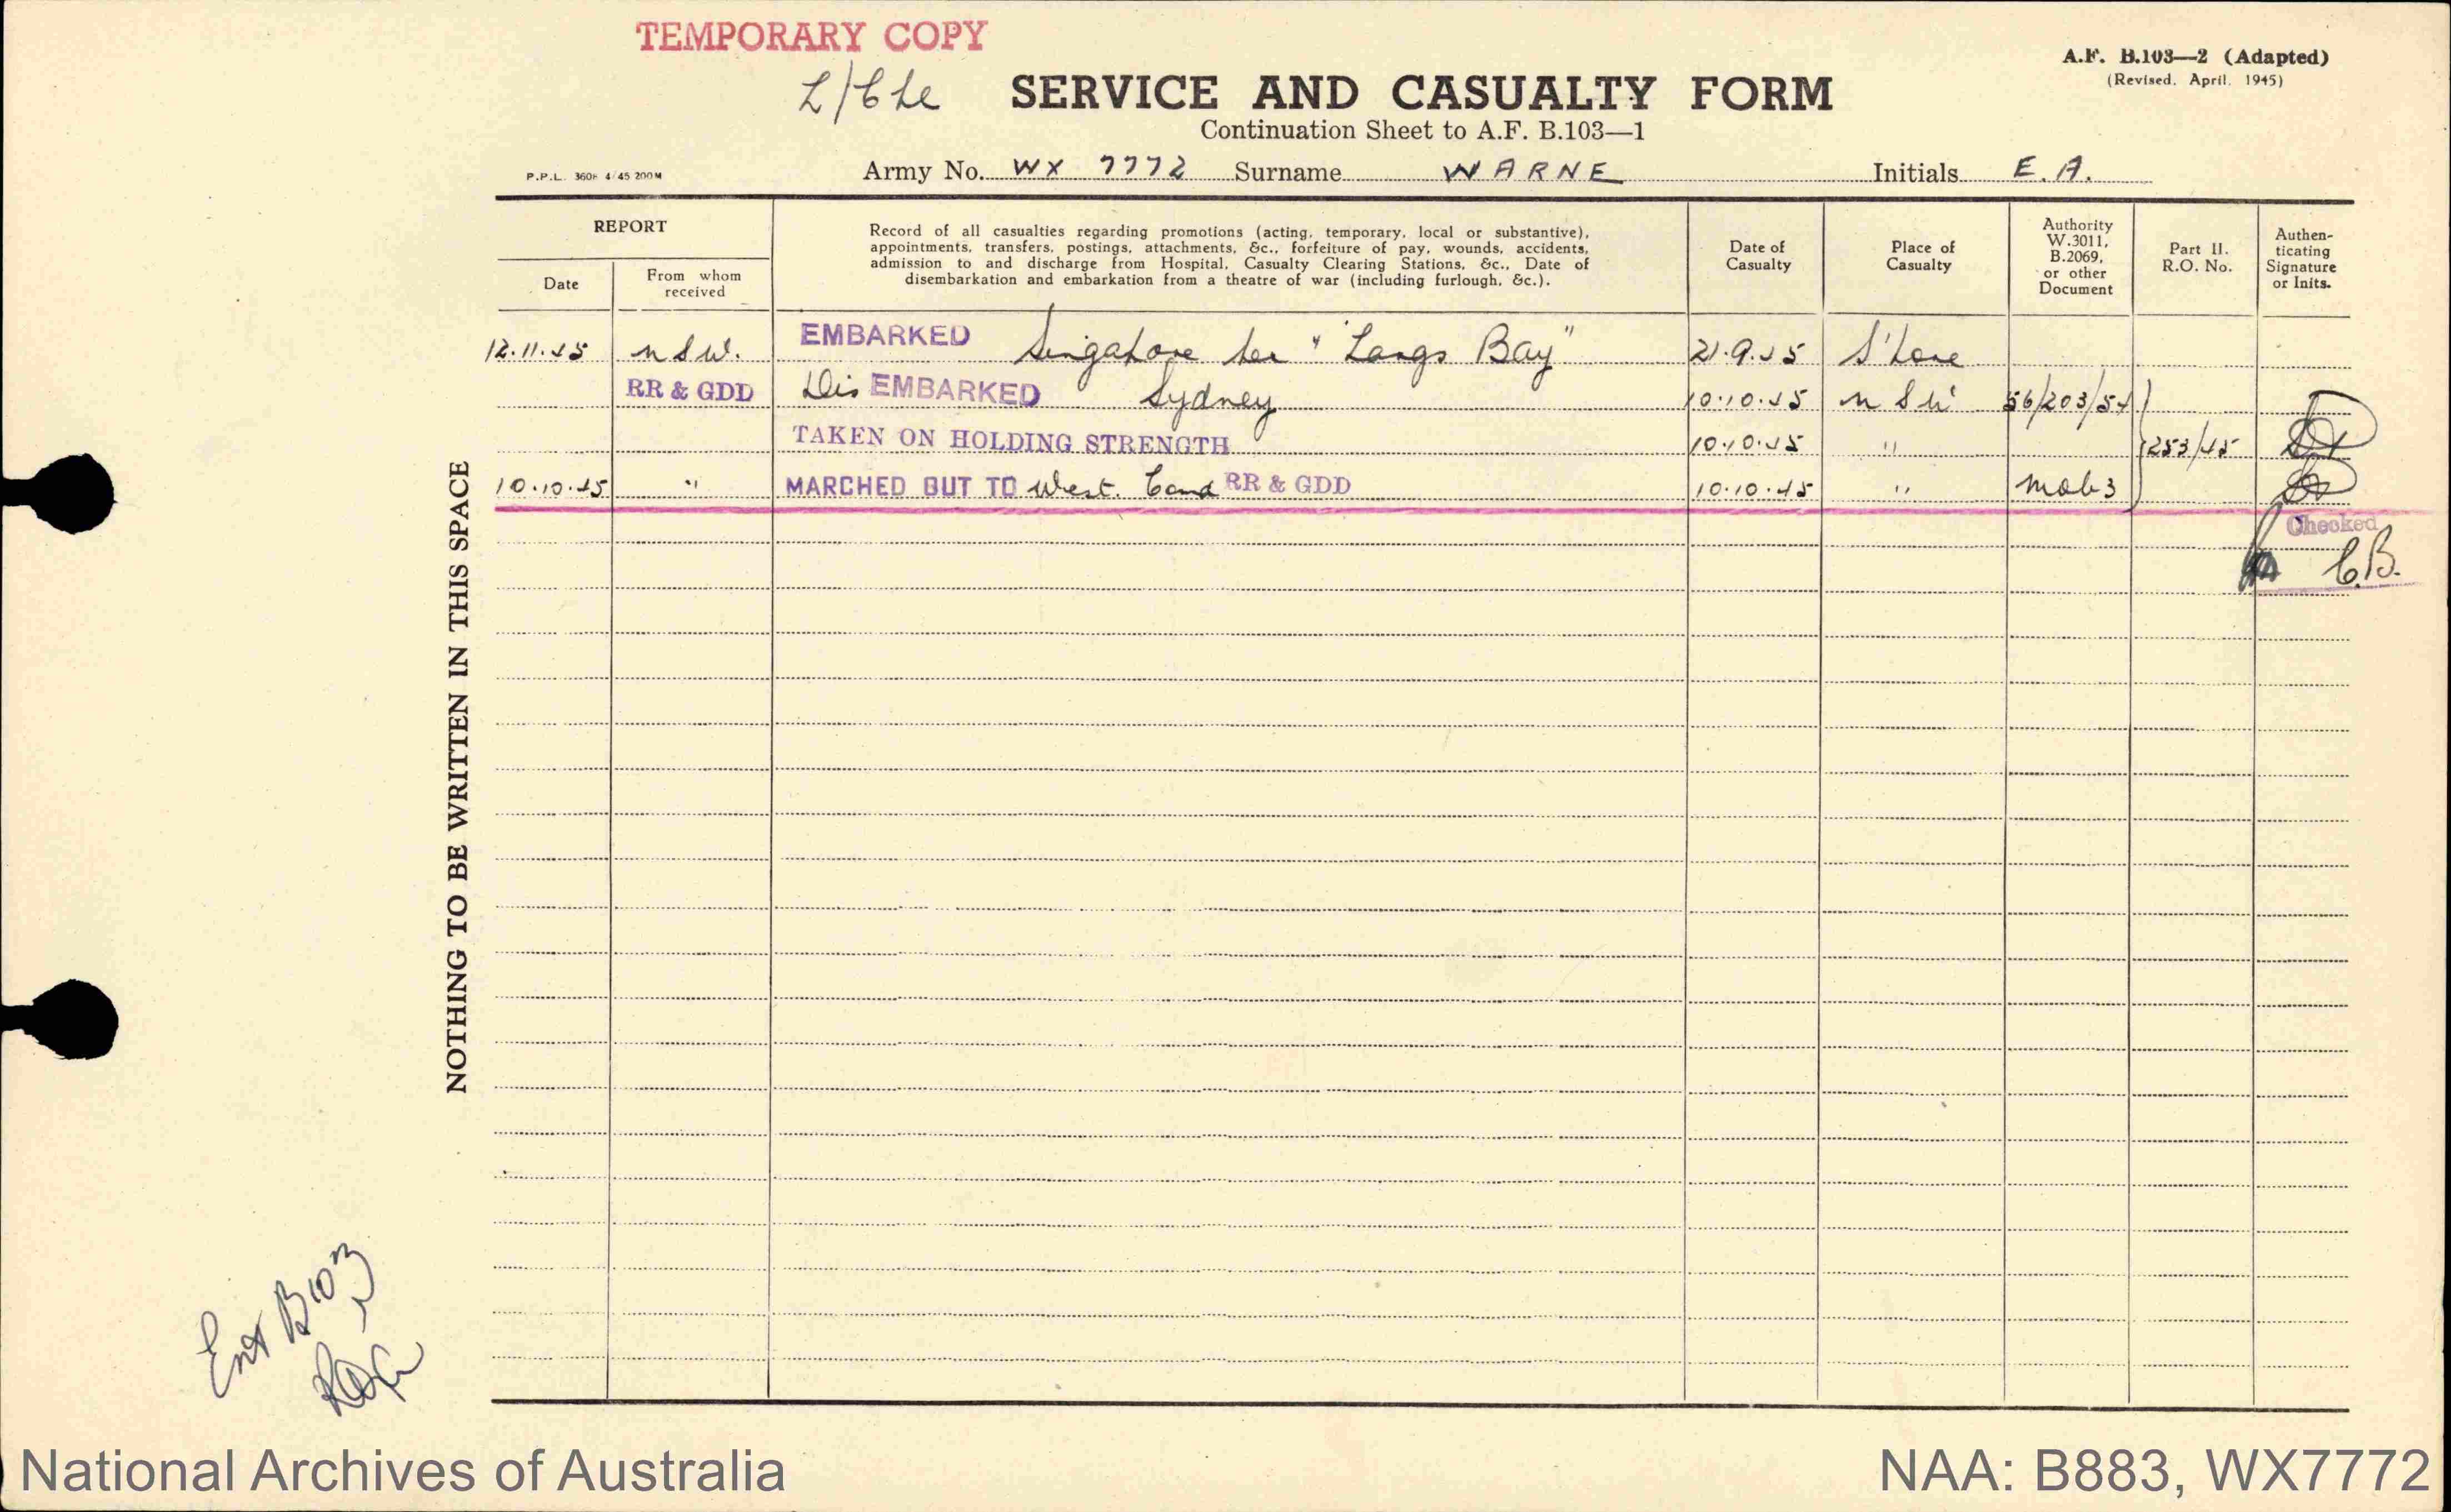 TEMPORARY COPY
A.F. B.103—2 (Adapted)
(Revised. April. 1945)
L/Cpl SERVICE AND CASUALTY FORM
Continuation Sheet to A.F. B.103—1
P.P.L. 3608 4/45 200M
Army No. WX 7772 Surname WARNE Initials E. A.
REPORT
Date
From whom received
Record of all casualties regarding promotions (acting, temporary, local or substantive),
appointments, transfers, postings, attachments, &c., forfeiture of pay, wounds, accidents,
admission to and discharge from Hospital, Casualty Clearing Stations, &c., Date of
disembarkation and embarkation from a theatre of war (including furlough, &c.).
Date of Casualty
Place of Casualty
Authority W.3011, B.2069, or other Document
Part II. R.O. No.
Authen-ticating Signature or Inits.
12.11.45 NSW. EMBARKED Singapore per "Largs Bay" 21.9.45 S'pore
RR & GDD Dis EMBARKED Sydney 10.10.45 NSW 56/203/54
TAKEN ON HOLDING STRENGTH 10.10.45 " 253/45
10.10.45 " MARCHED OUT TO West. Comd RR & GDD 10.10.45 " Mob 3
Checked
C.B.
NOTHING TO BE WRITTEN IN THIS SPACE
Ent B103
National Archives of Australia
NAA: B883, WX7772